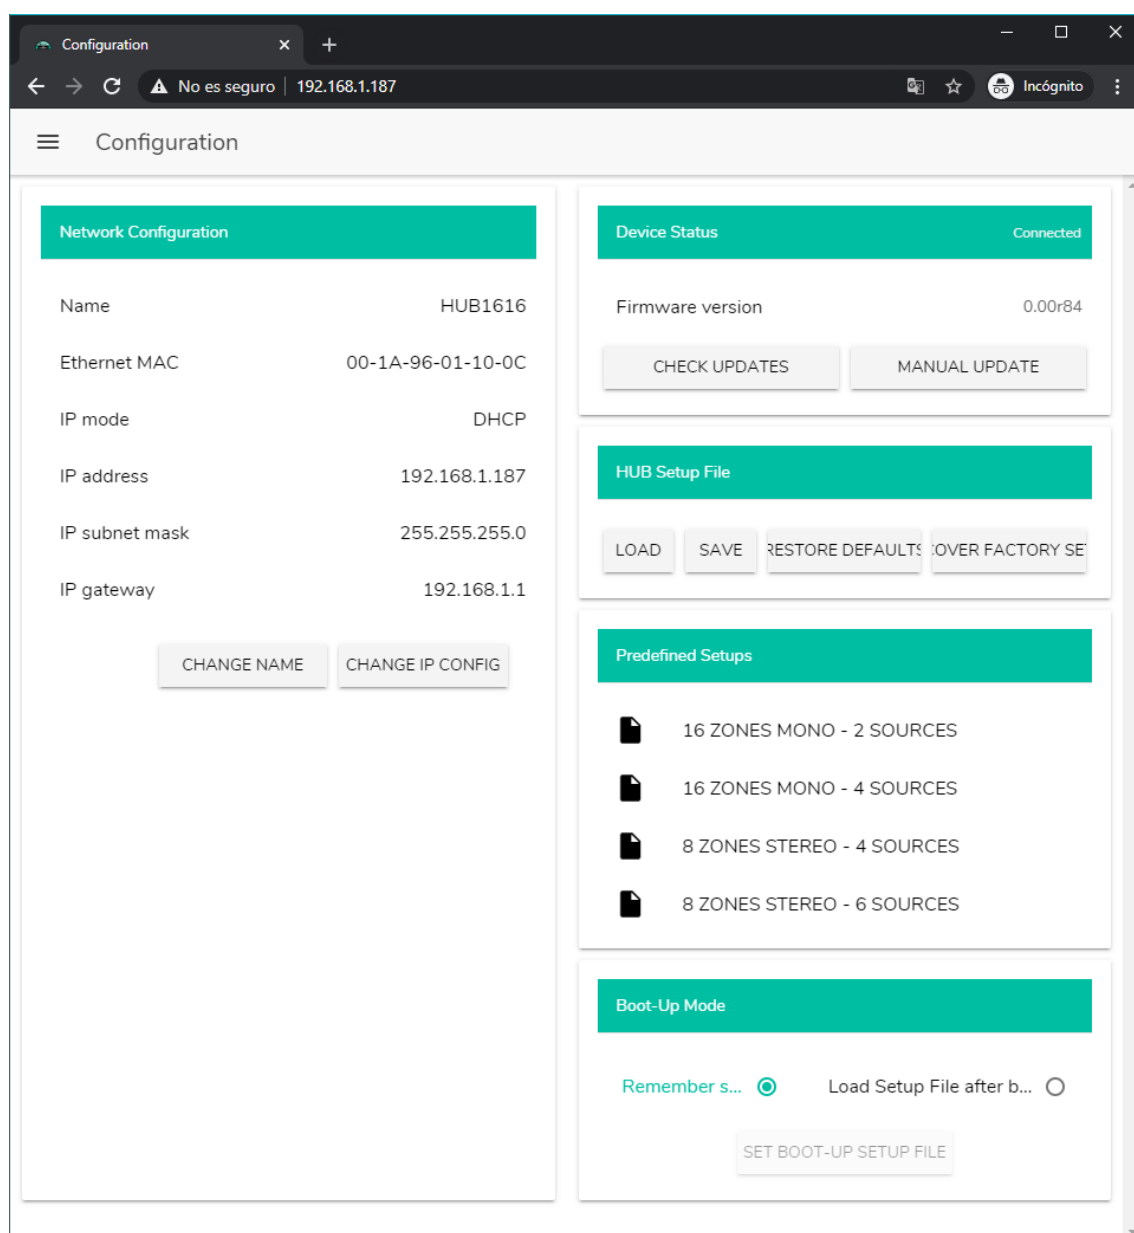 Configuration
No es seguro | 192.168.1.187
Incógnito
Configuration
Network Configuration
Name HUB1616
Ethernet MAC 00-1A-96-01-10-0C
IP mode DHCP
IP address 192.168.1.187
IP subnet mask 255.255.255.0
IP gateway 192.168.1.1
CHANGE NAME CHANGE IP CONFIG
Device Status Connected
Firmware version 0.00r84
CHECK UPDATES MANUAL UPDATE
HUB Setup File
LOAD SAVE RESTORE DEFAULTS OVER FACTORY SE
Predefined Setups
16 ZONES MONO - 2 SOURCES
16 ZONES MONO - 4 SOURCES
8 ZONES STEREO - 4 SOURCES
8 ZONES STEREO - 6 SOURCES
Boot-Up Mode
Remember s... Load Setup File after b...
SET BOOT-UP SETUP FILE